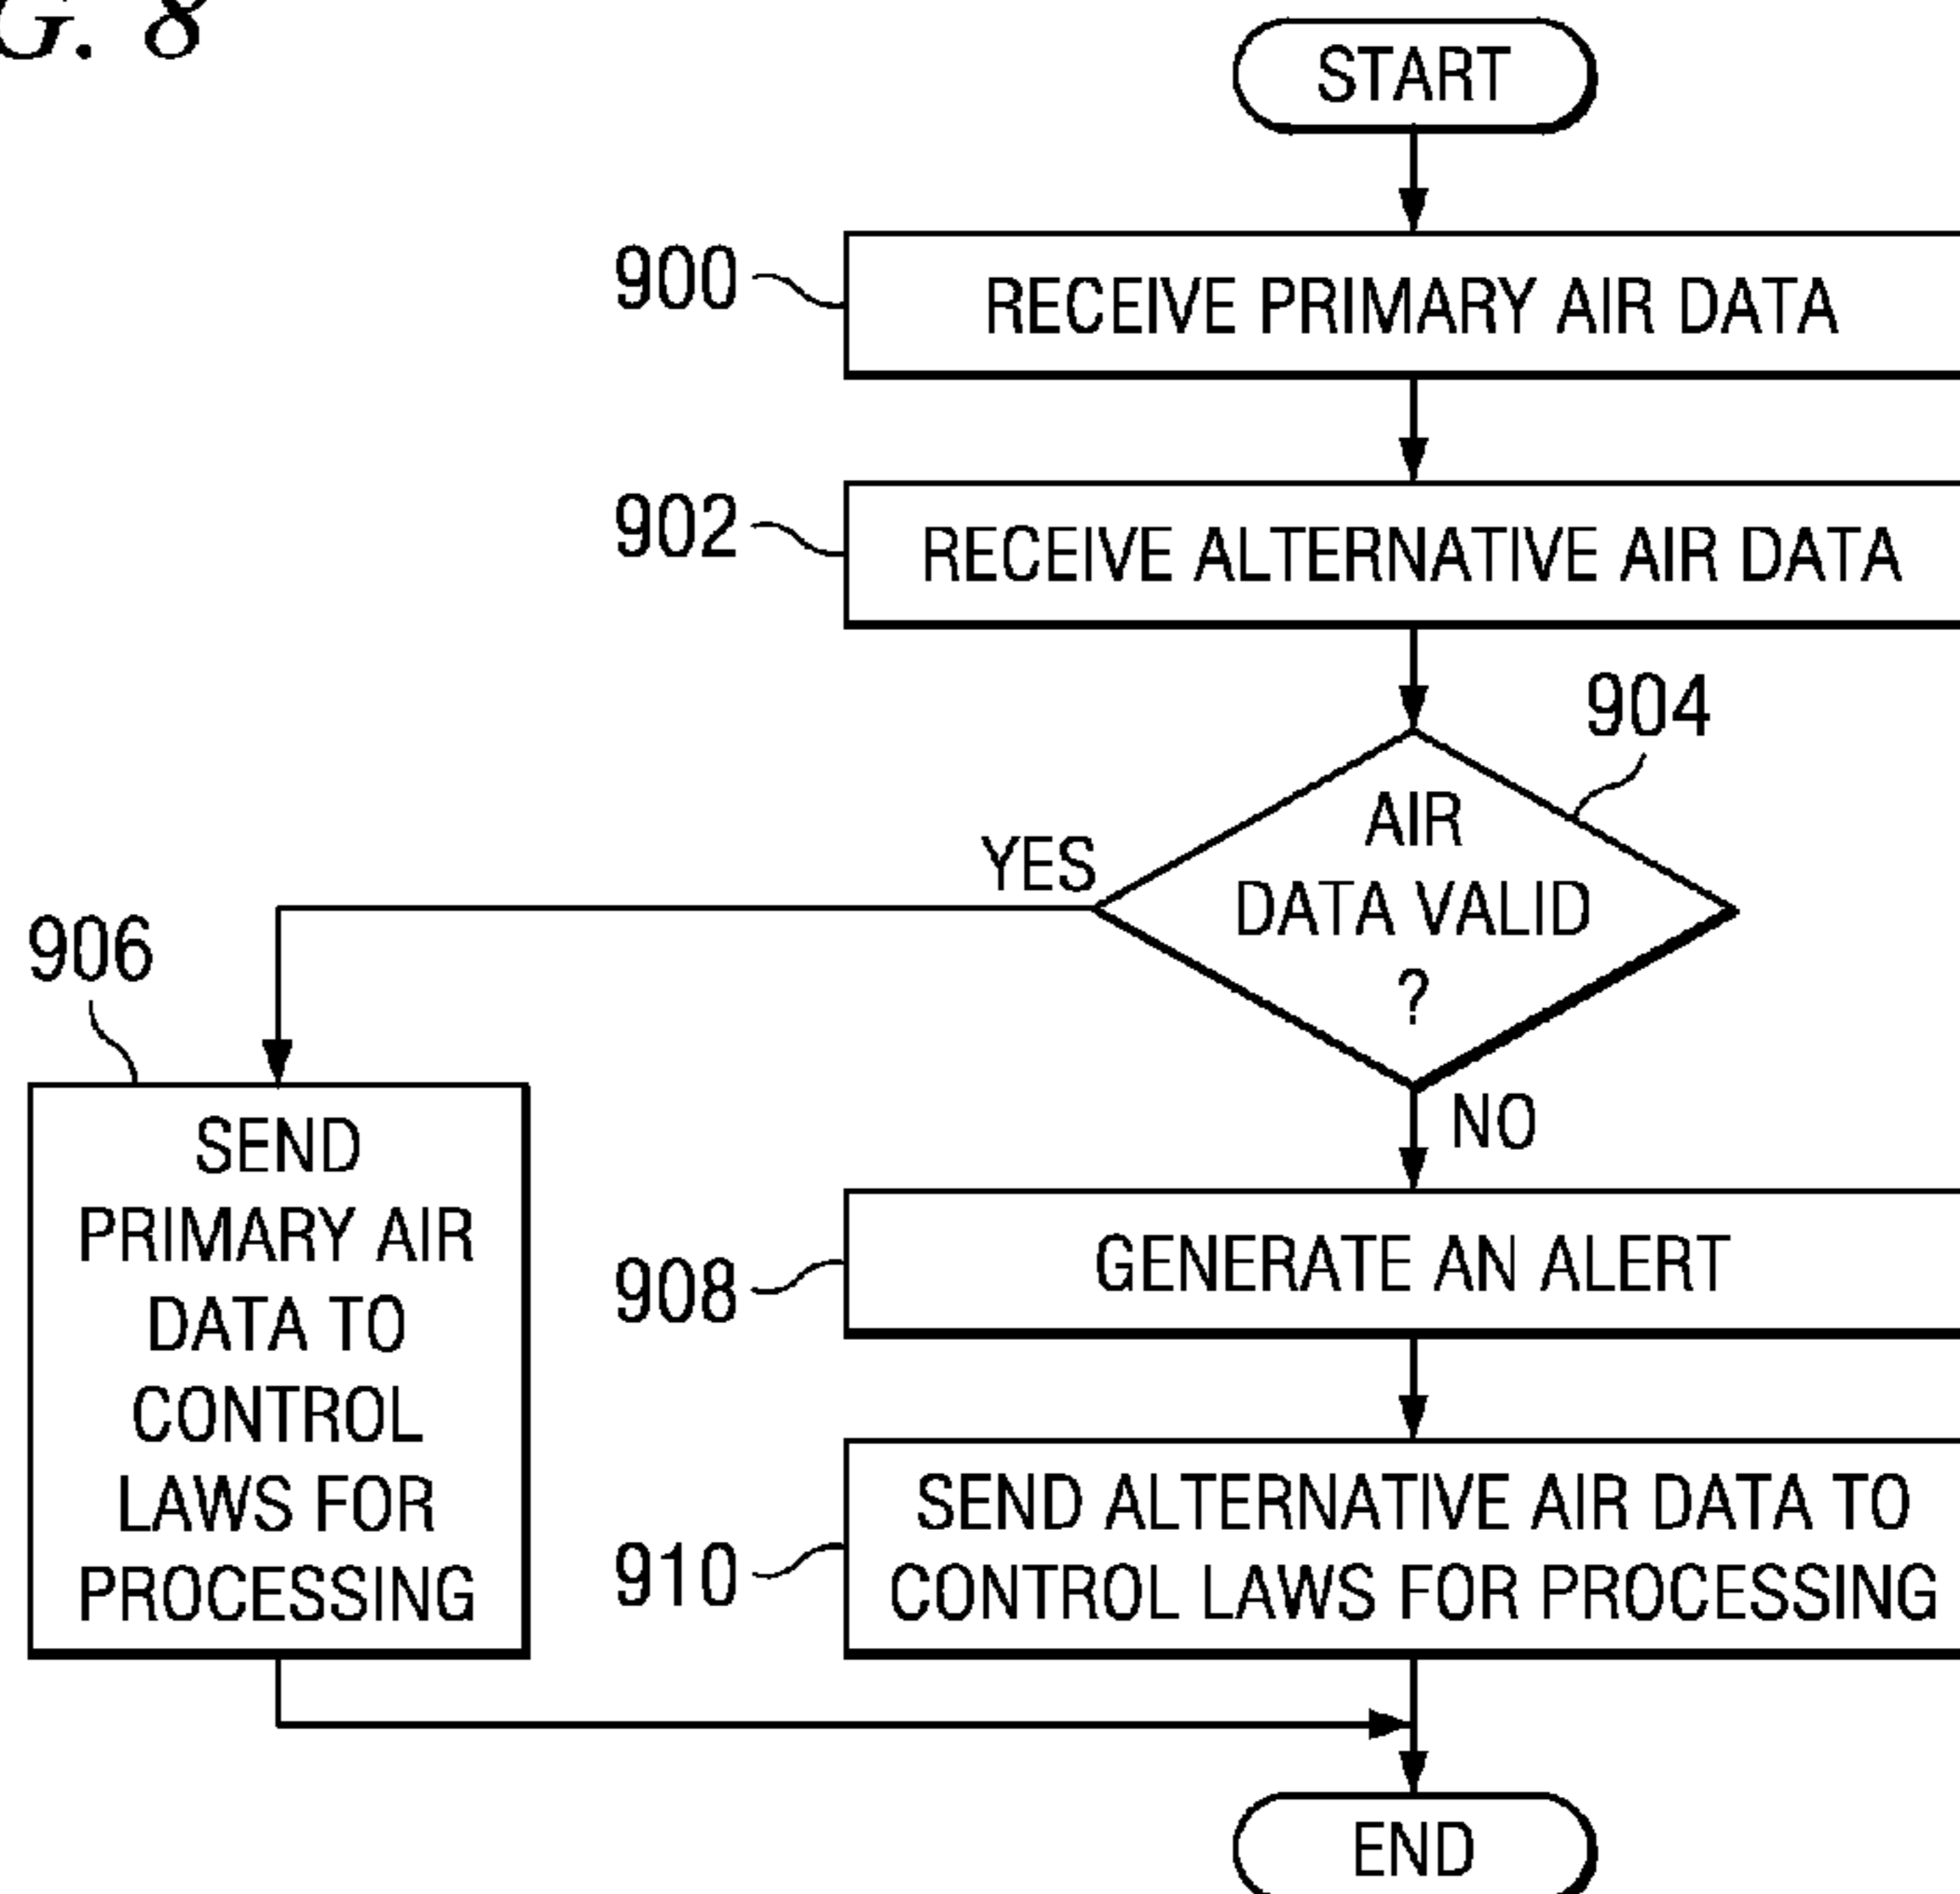 G. 8
START
900
RECEIVE PRIMARY AIR DATA
902
RECEIVE ALTERNATIVE AIR DATA
904
AIR
DATA VALID
?
YES
NO
906
SEND
PRIMARY AIR
DATA TO
CONTROL
LAWS FOR
PROCESSING
908
GENERATE AN ALERT
910
SEND ALTERNATIVE AIR DATA TO
CONTROL LAWS FOR PROCESSING
END